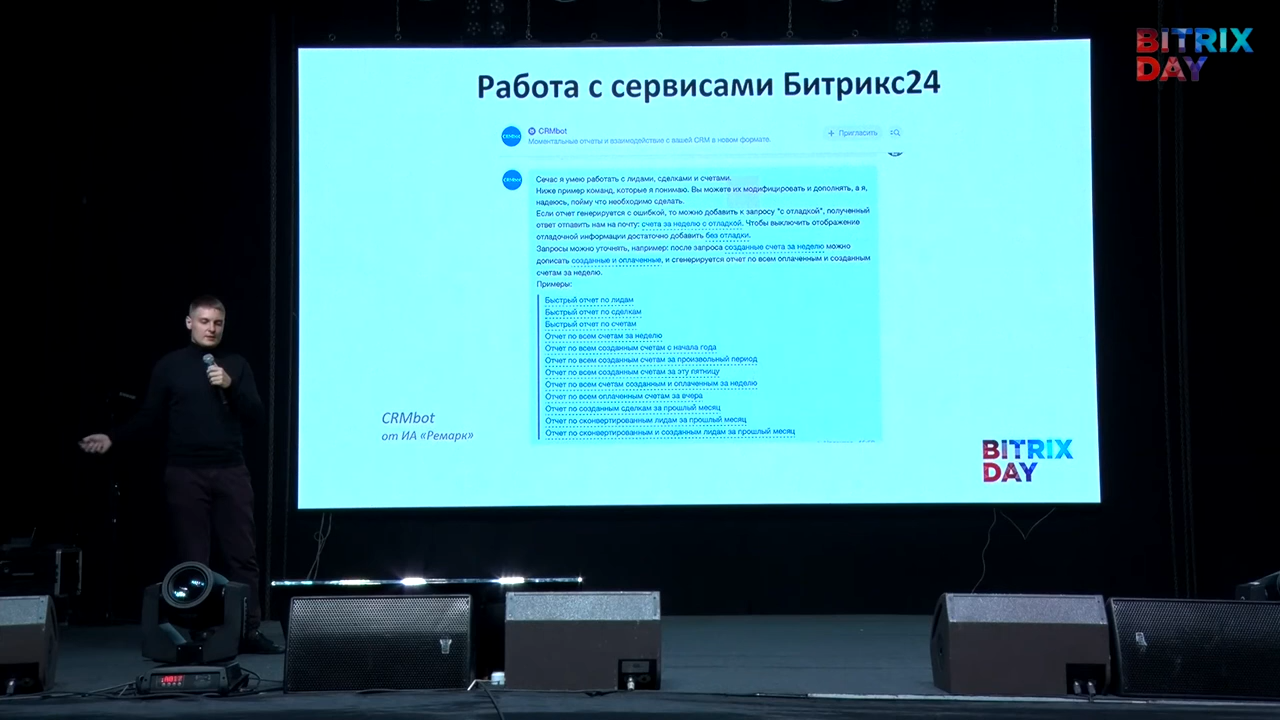 BITRIX
DAY
Работа с сервисами Битрикс24
CRMbot
CRMbot
Моментальные отчеты и взаимодействие с вашей CRM в новом формате.
+ Пригласить
CRMbot
Сечас я умею работать с лидами, сделками и счетами.
Ниже пример команд, которые я понимаю. Вы можете их модифицировать и дополнять, а я,
надеюсь, пойму что необходимо сделать.
Если отчет генерируется с ошибкой, то можно добавить к запросу "с отладкой", полученный
ответ отпавить нам на почту: счета за неделю с отладкой. Чтобы выключить отображение
отладочной информации достаточно добавить без отладки.
Запросы можно уточнять, например: после запроса созданные счета за неделю можно
дописать созданные и оплаченные, и сгенерируется отчет по всем оплаченным и созданным
счетам за неделю.
Примеры:
Быстрый отчет по лидам
Быстрый отчет по сделкам
Быстрый отчет по счетам
Отчет по всем счетам за неделю
Отчет по всем созданным счетам с начала года
Отчет по всем созданным счетам за произвольный период
Отчет по всем созданным счетам за эту пятницу
Отчет по всем счетам созданным и оплаченным за неделю
Отчет по всем оплаченным счетам за вчера
Отчет по созданным сделкам за прошлый месяц
Отчет по сконвертированным лидам за прошлый месяц
Отчет по сконвертированным и созданным лидам за прошлый месяц
CRMbot
от ИА «Ремарк»
BITRIX
DAY